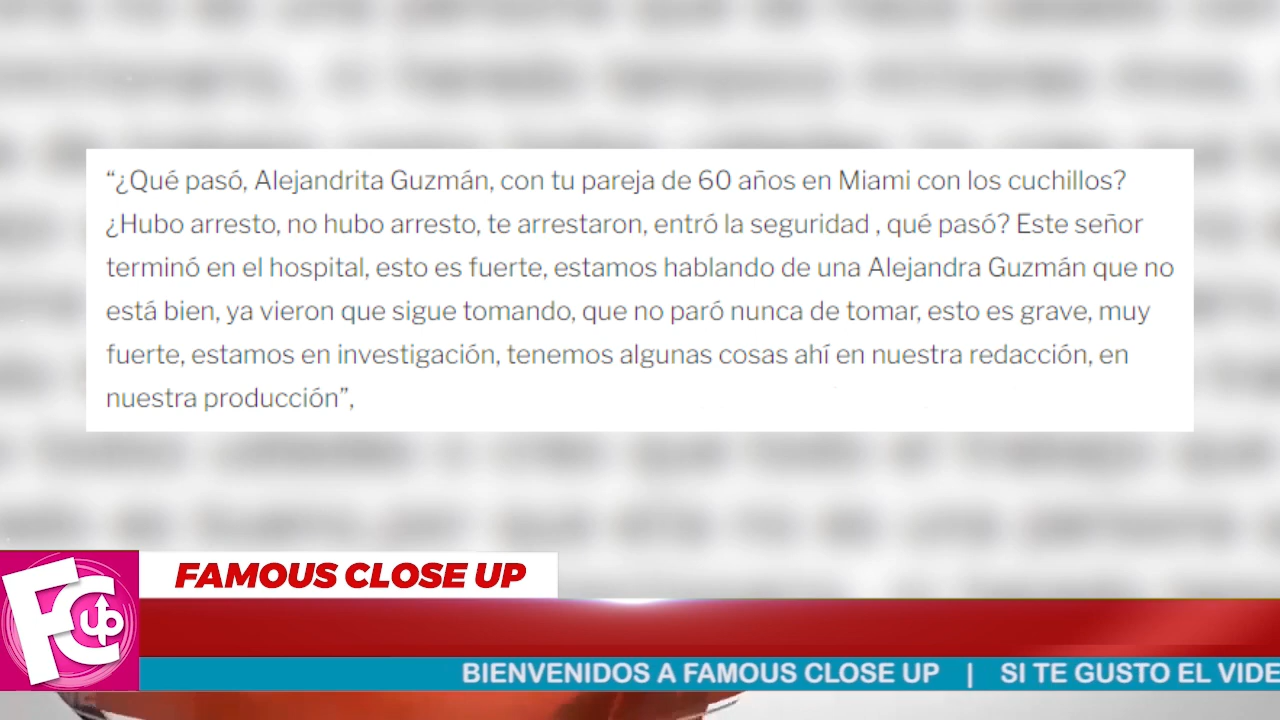 “¿Qué pasó, Alejandrita Guzmán, con tu pareja de 60 años en Miami con los cuchillos?
¿Hubo arresto, no hubo arresto, te arrestaron, entró la seguridad , qué pasó? Este señor
terminó en el hospital, esto es fuerte, estamos hablando de una Alejandra Guzmán que no
está bien, ya vieron que sigue tomando, que no paró nunca de tomar, esto es grave, muy
fuerte, estamos en investigación, tenemos algunas cosas ahí en nuestra redacción, en
nuestra producción”,
FAMOUS CLOSE UP
FC up
BIENVENIDOS A FAMOUS CLOSE UP | SI TE GUSTO EL VIDE